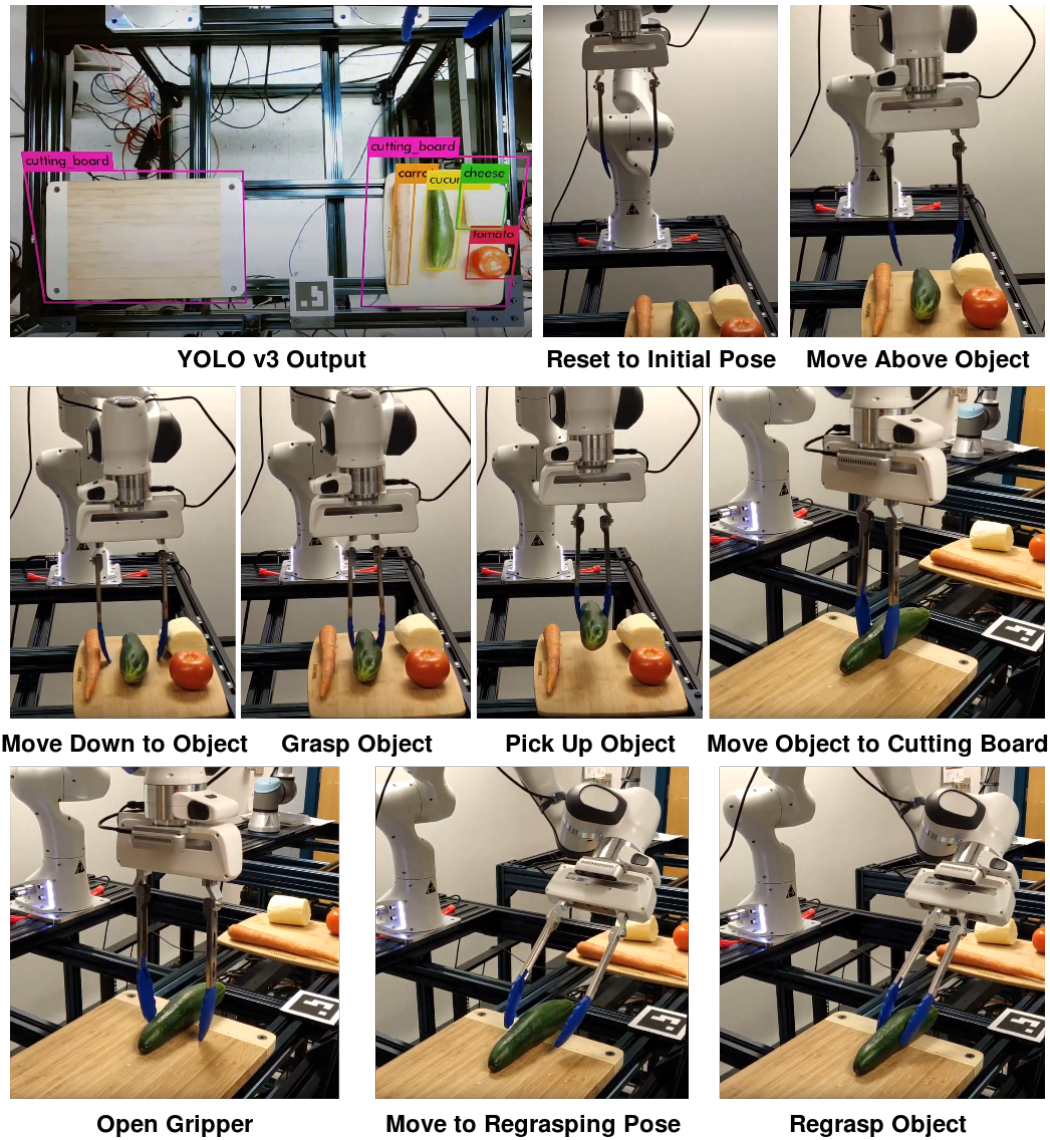 cutting_board
cutting_board
carro
cucur
cheese
tomato
YOLO v3 Output
Reset to Initial Pose
Move Above Object
Move Down to Object
Grasp Object
Pick Up Object
Move Object to Cutting Board
Open Gripper
Move to Regrasping Pose
Regrasp Object